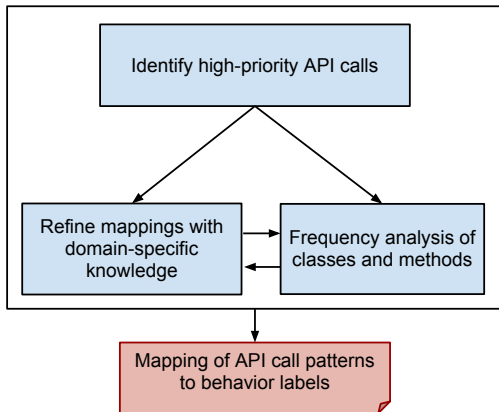 Identify high-priority API calls
Refine mappings with
domain-specific
knowledge
Frequency analysis of
classes and methods
Mapping of API call patterns
to behavior labels